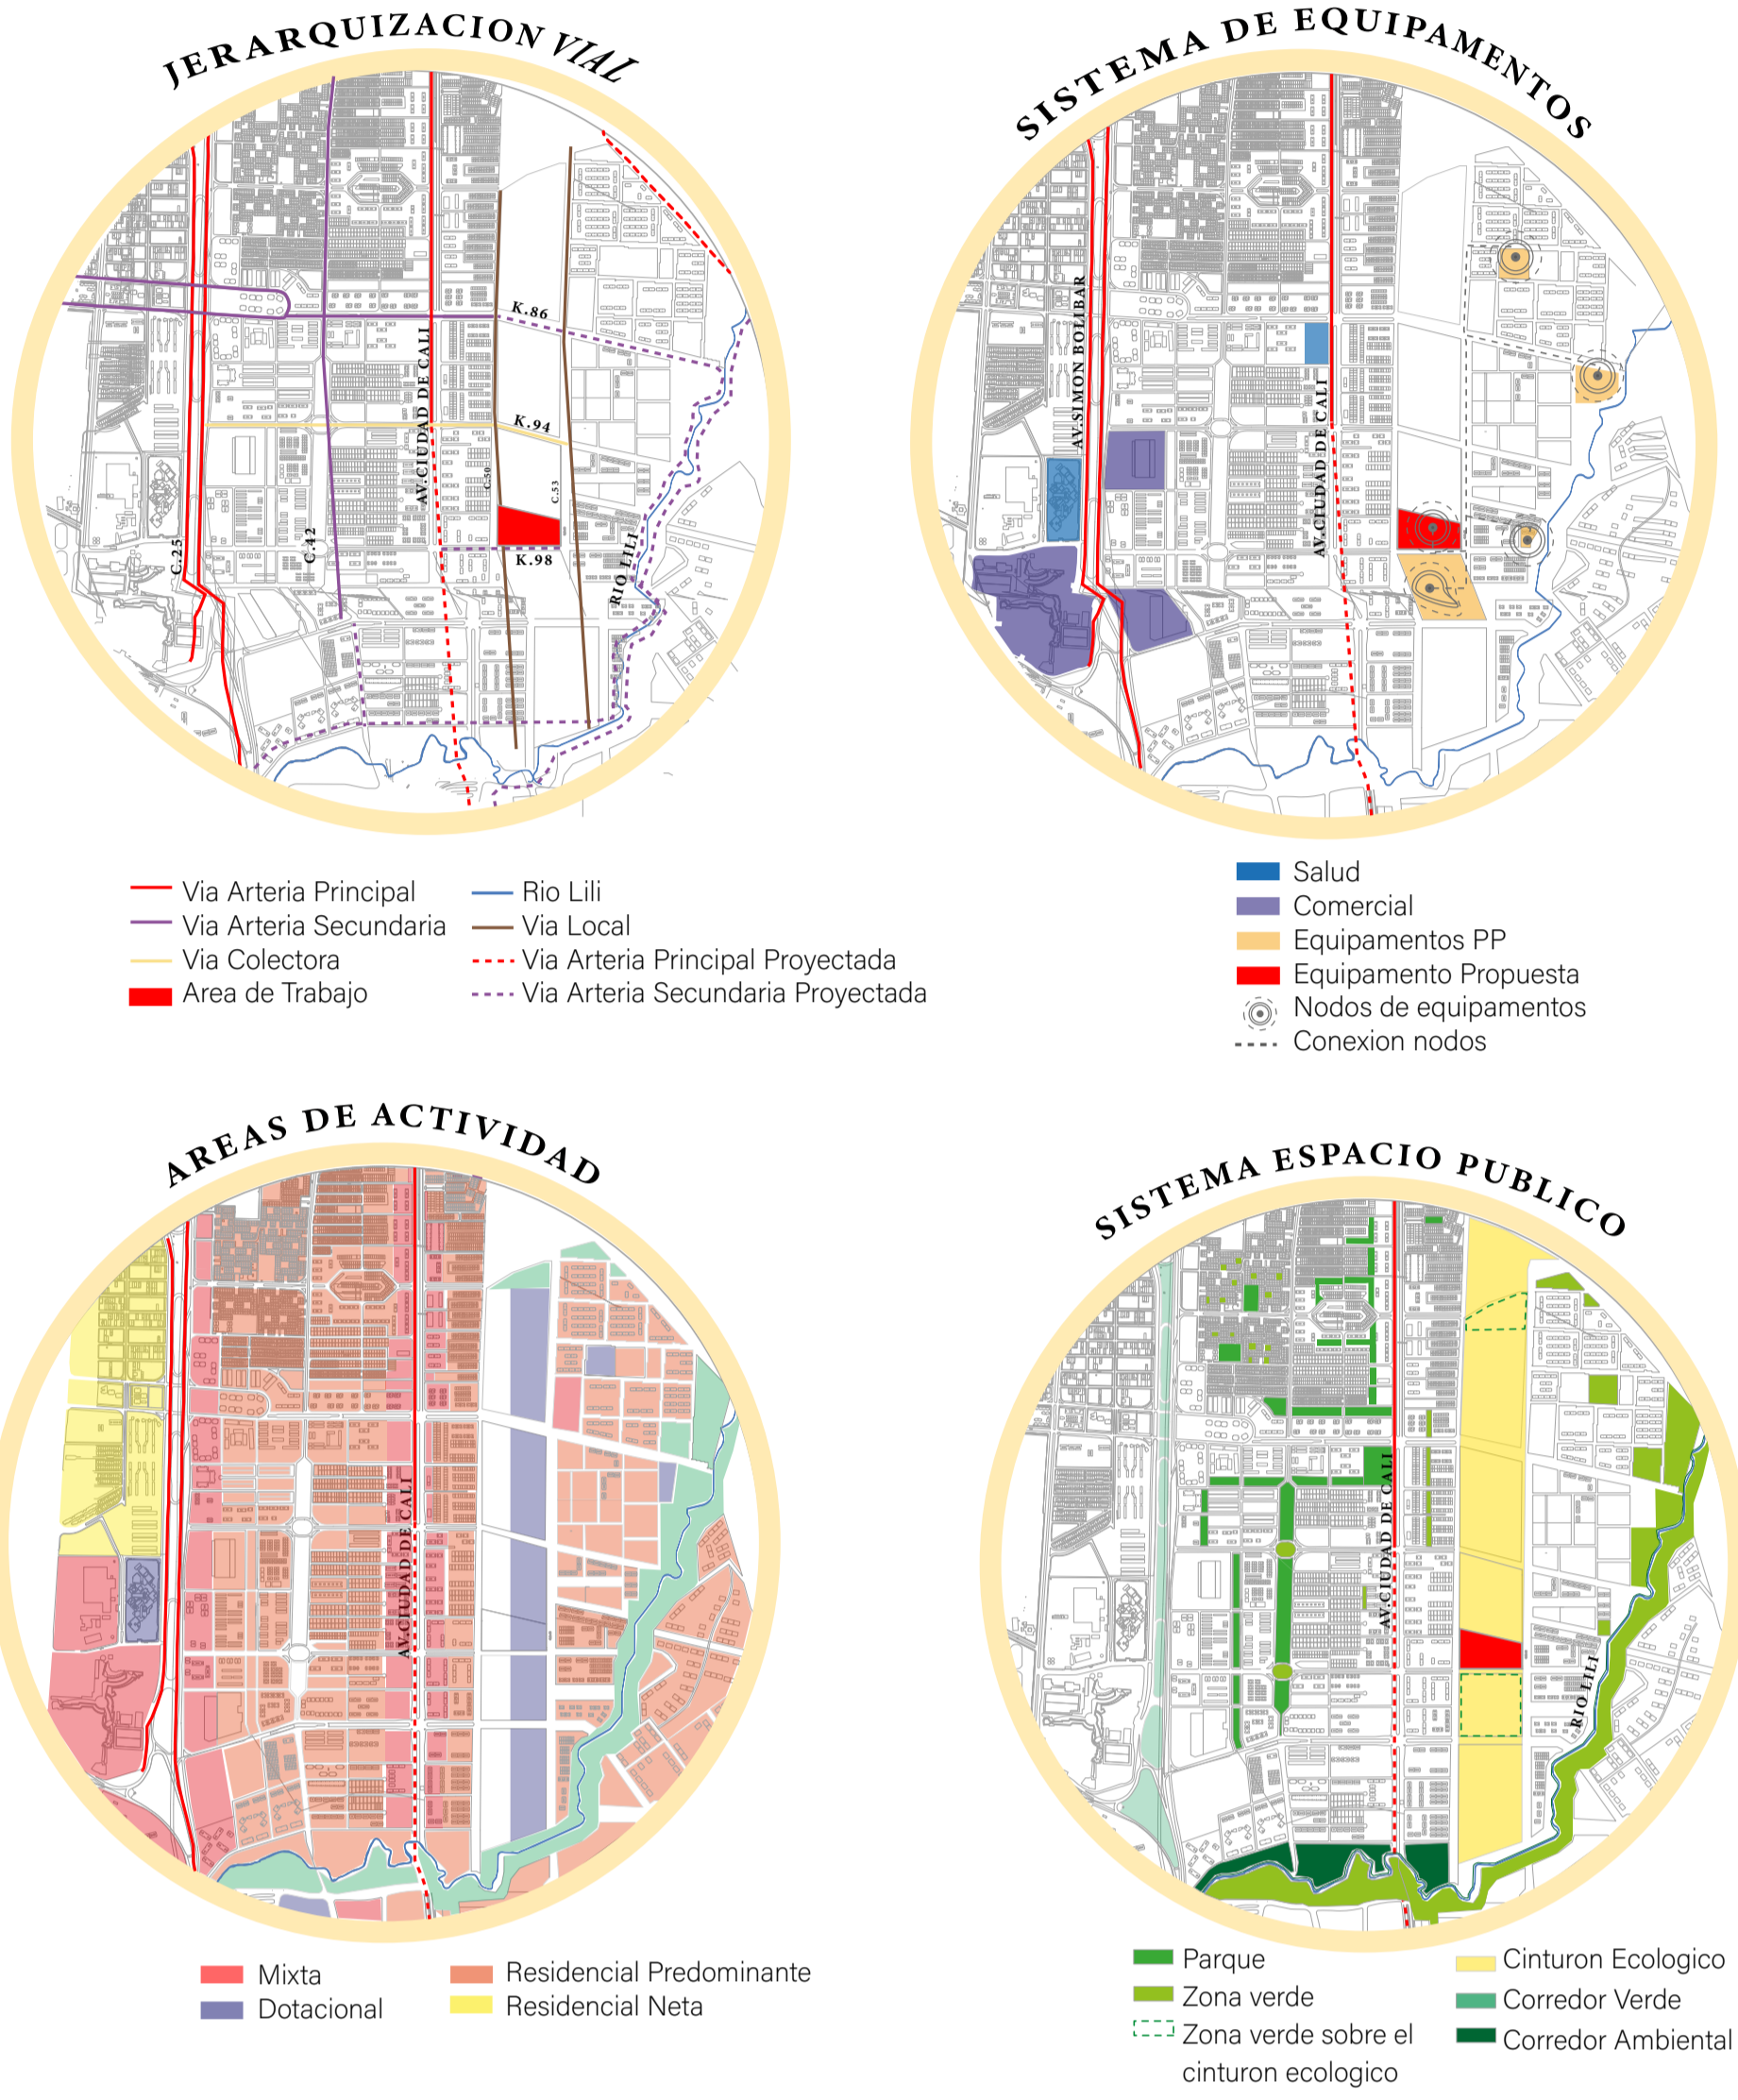 JERARQUIZACION VIAL
K.86
AV.CIUDAD DE CALI
K.94
C.50
C.53
C.25
C.42
K.98
RIO LILI
Via Arteria Principal
Via Arteria Secundaria
Via Colectora
Area de Trabajo
Rio Lili
Via Local
Via Arteria Principal Proyectada
Via Arteria Secundaria Proyectada
SISTEMA DE EQUIPAMENTOS
AV.SIMON BOLIBAR
AV.CIUDAD DE CALI
Salud
Comercial
Equipamentos PP
Equipamento Propuesta
Nodos de equipamentos
Conexion nodos
AREAS DE ACTIVIDAD
AV.CIUDAD DE CALI
Mixta
Dotacional
Residencial Predominante
Residencial Neta
SISTEMA ESPACIO PUBLICO
AV.CIUDAD DE CALI
RIO LILI
Parque
Zona verde
Zona verde sobre el
cinturon ecologico
Cinturon Ecologico
Corredor Verde
Corredor Ambiental